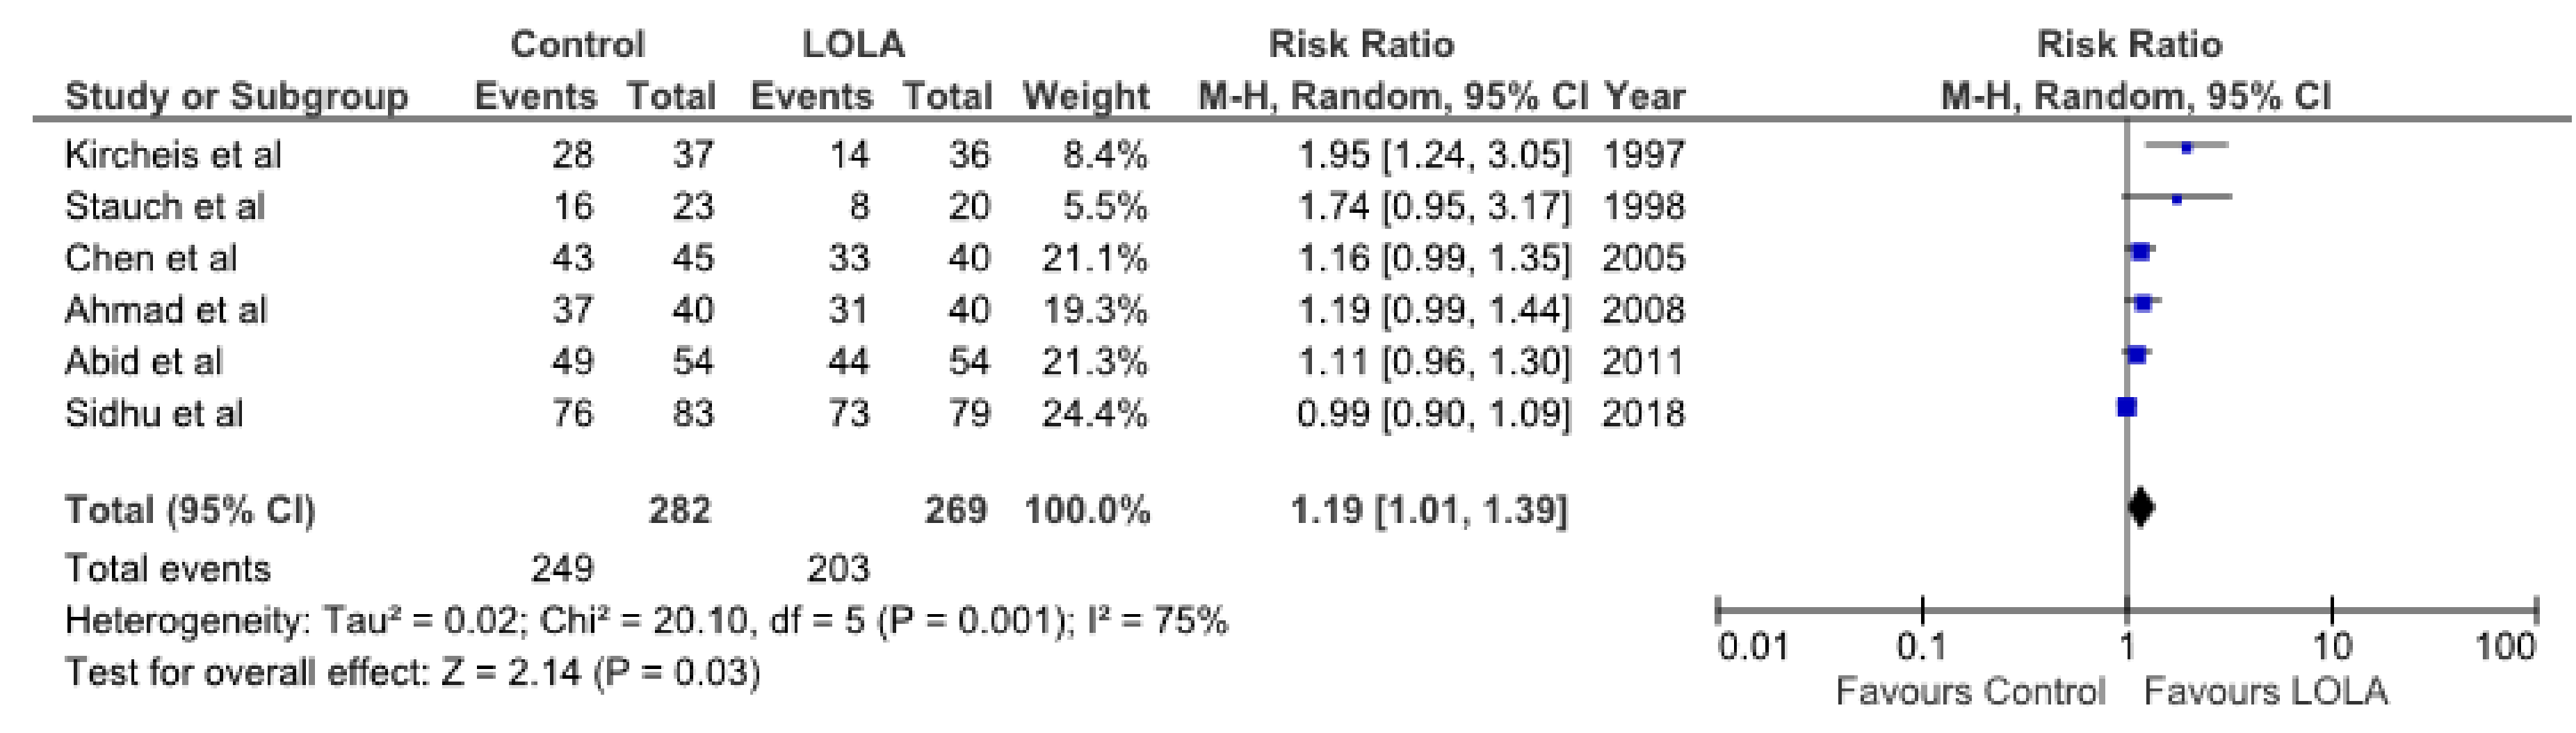 Control LOLA Risk Ratio Risk Ratio
Study or Subgroup Events Total Events Total Weight M-H, Random, 95% CI Year M-H, Random, 95% CI
Kircheis et al 28 37 14 36 8.4% 1.95 [1.24, 3.05] 1997
Stauch et al 16 23 8 20 5.5% 1.74 [0.95, 3.17] 1998
Chen et al 43 45 33 40 21.1% 1.16 [0.99, 1.35] 2005
Ahmad et al 37 40 31 40 19.3% 1.19 [0.99, 1.44] 2008
Abid et al 49 54 44 54 21.3% 1.11 [0.96, 1.30] 2011
Sidhu et al 76 83 73 79 24.4% 0.99 [0.90, 1.09] 2018
Total (95% CI) 282 269 100.0% 1.19 [1.01, 1.39]
Total events 249 203
Heterogeneity: Tau² = 0.02; Chi² = 20.10, df = 5 (P = 0.001); I² = 75%
Test for overall effect: Z = 2.14 (P = 0.03)
0.01 0.1 1 10 100
Favours Control Favours LOLA